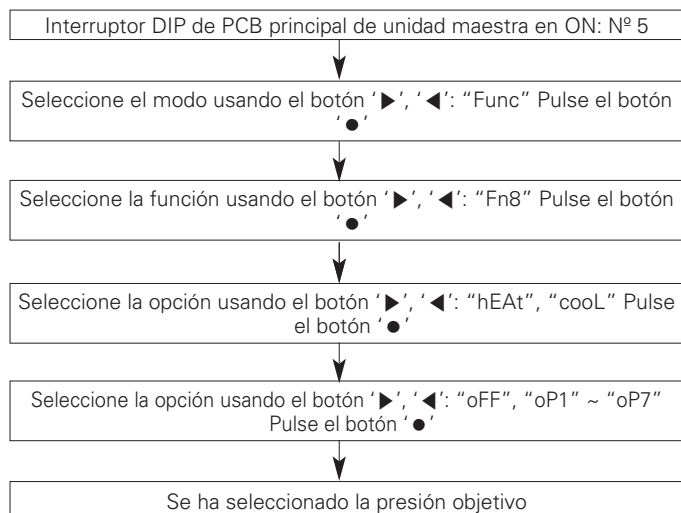 Interruptor DIP de PCB principal de unidad maestra en ON: Nº 5
Seleccione el modo usando el botón ‘▶’, ‘◀’: “Func” Pulse el botón
‘●’
Seleccione la función usando el botón ‘▶’, ‘◀’: “Fn8” Pulse el botón
‘●’
Seleccione la opción usando el botón ‘▶’, ‘◀’: “hEAt”, “cooL” Pulse
el botón ‘●’
Seleccione la opción usando el botón ‘▶’, ‘◀’: “oFF”, “oP1” ~ “oP7”
Pulse el botón ‘●’
Se ha seleccionado la presión objetivo